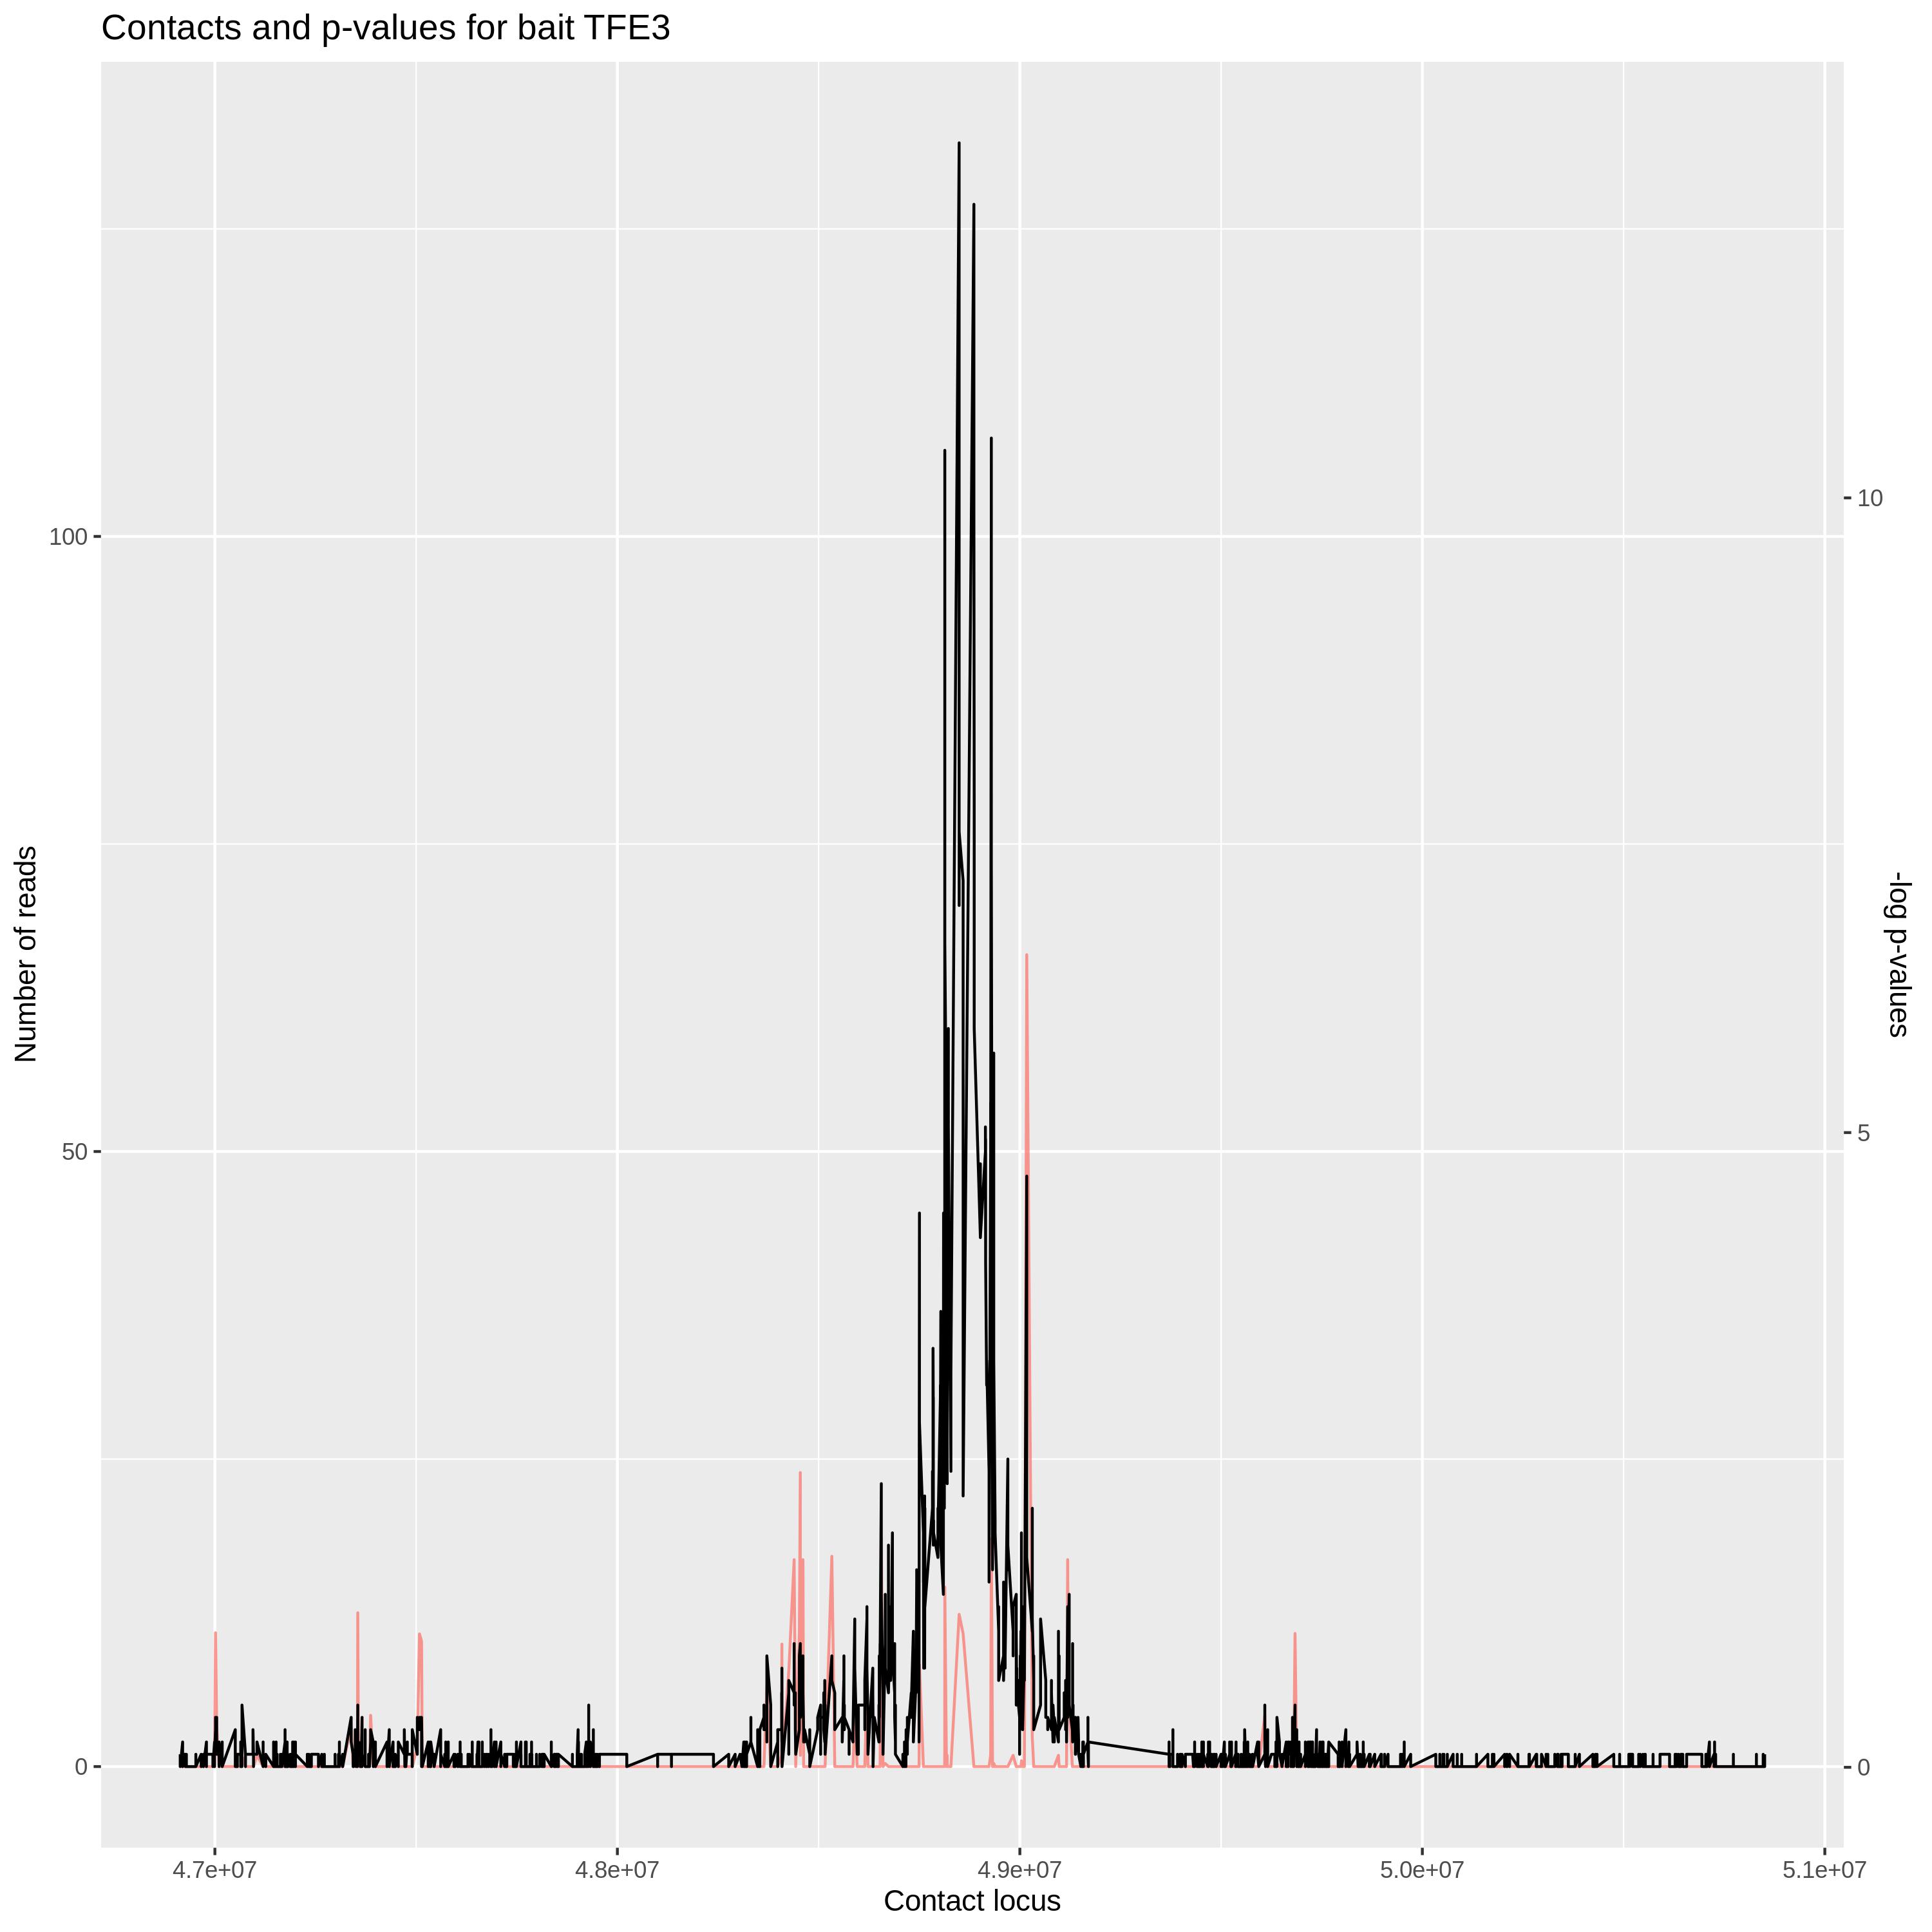 Contacts and p-values for bait TFE3
Number of reads
100
50
0
10
5
0
-log p-values
4.7e+07
4.8e+07
4.9e+07
5.0e+07
5.1e+07
Contact locus